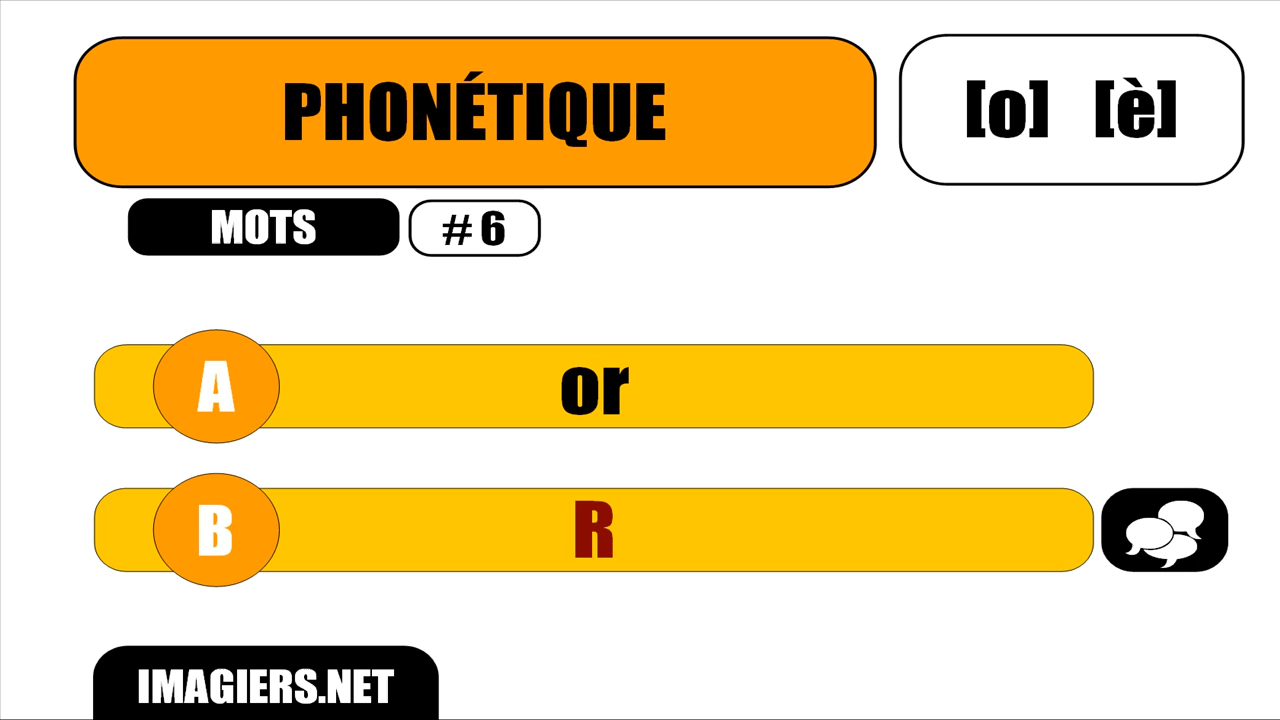 PHONÉTIQUE
[o] [è]
MOTS
# 6
A
or
B
R
IMAGIERS.NET